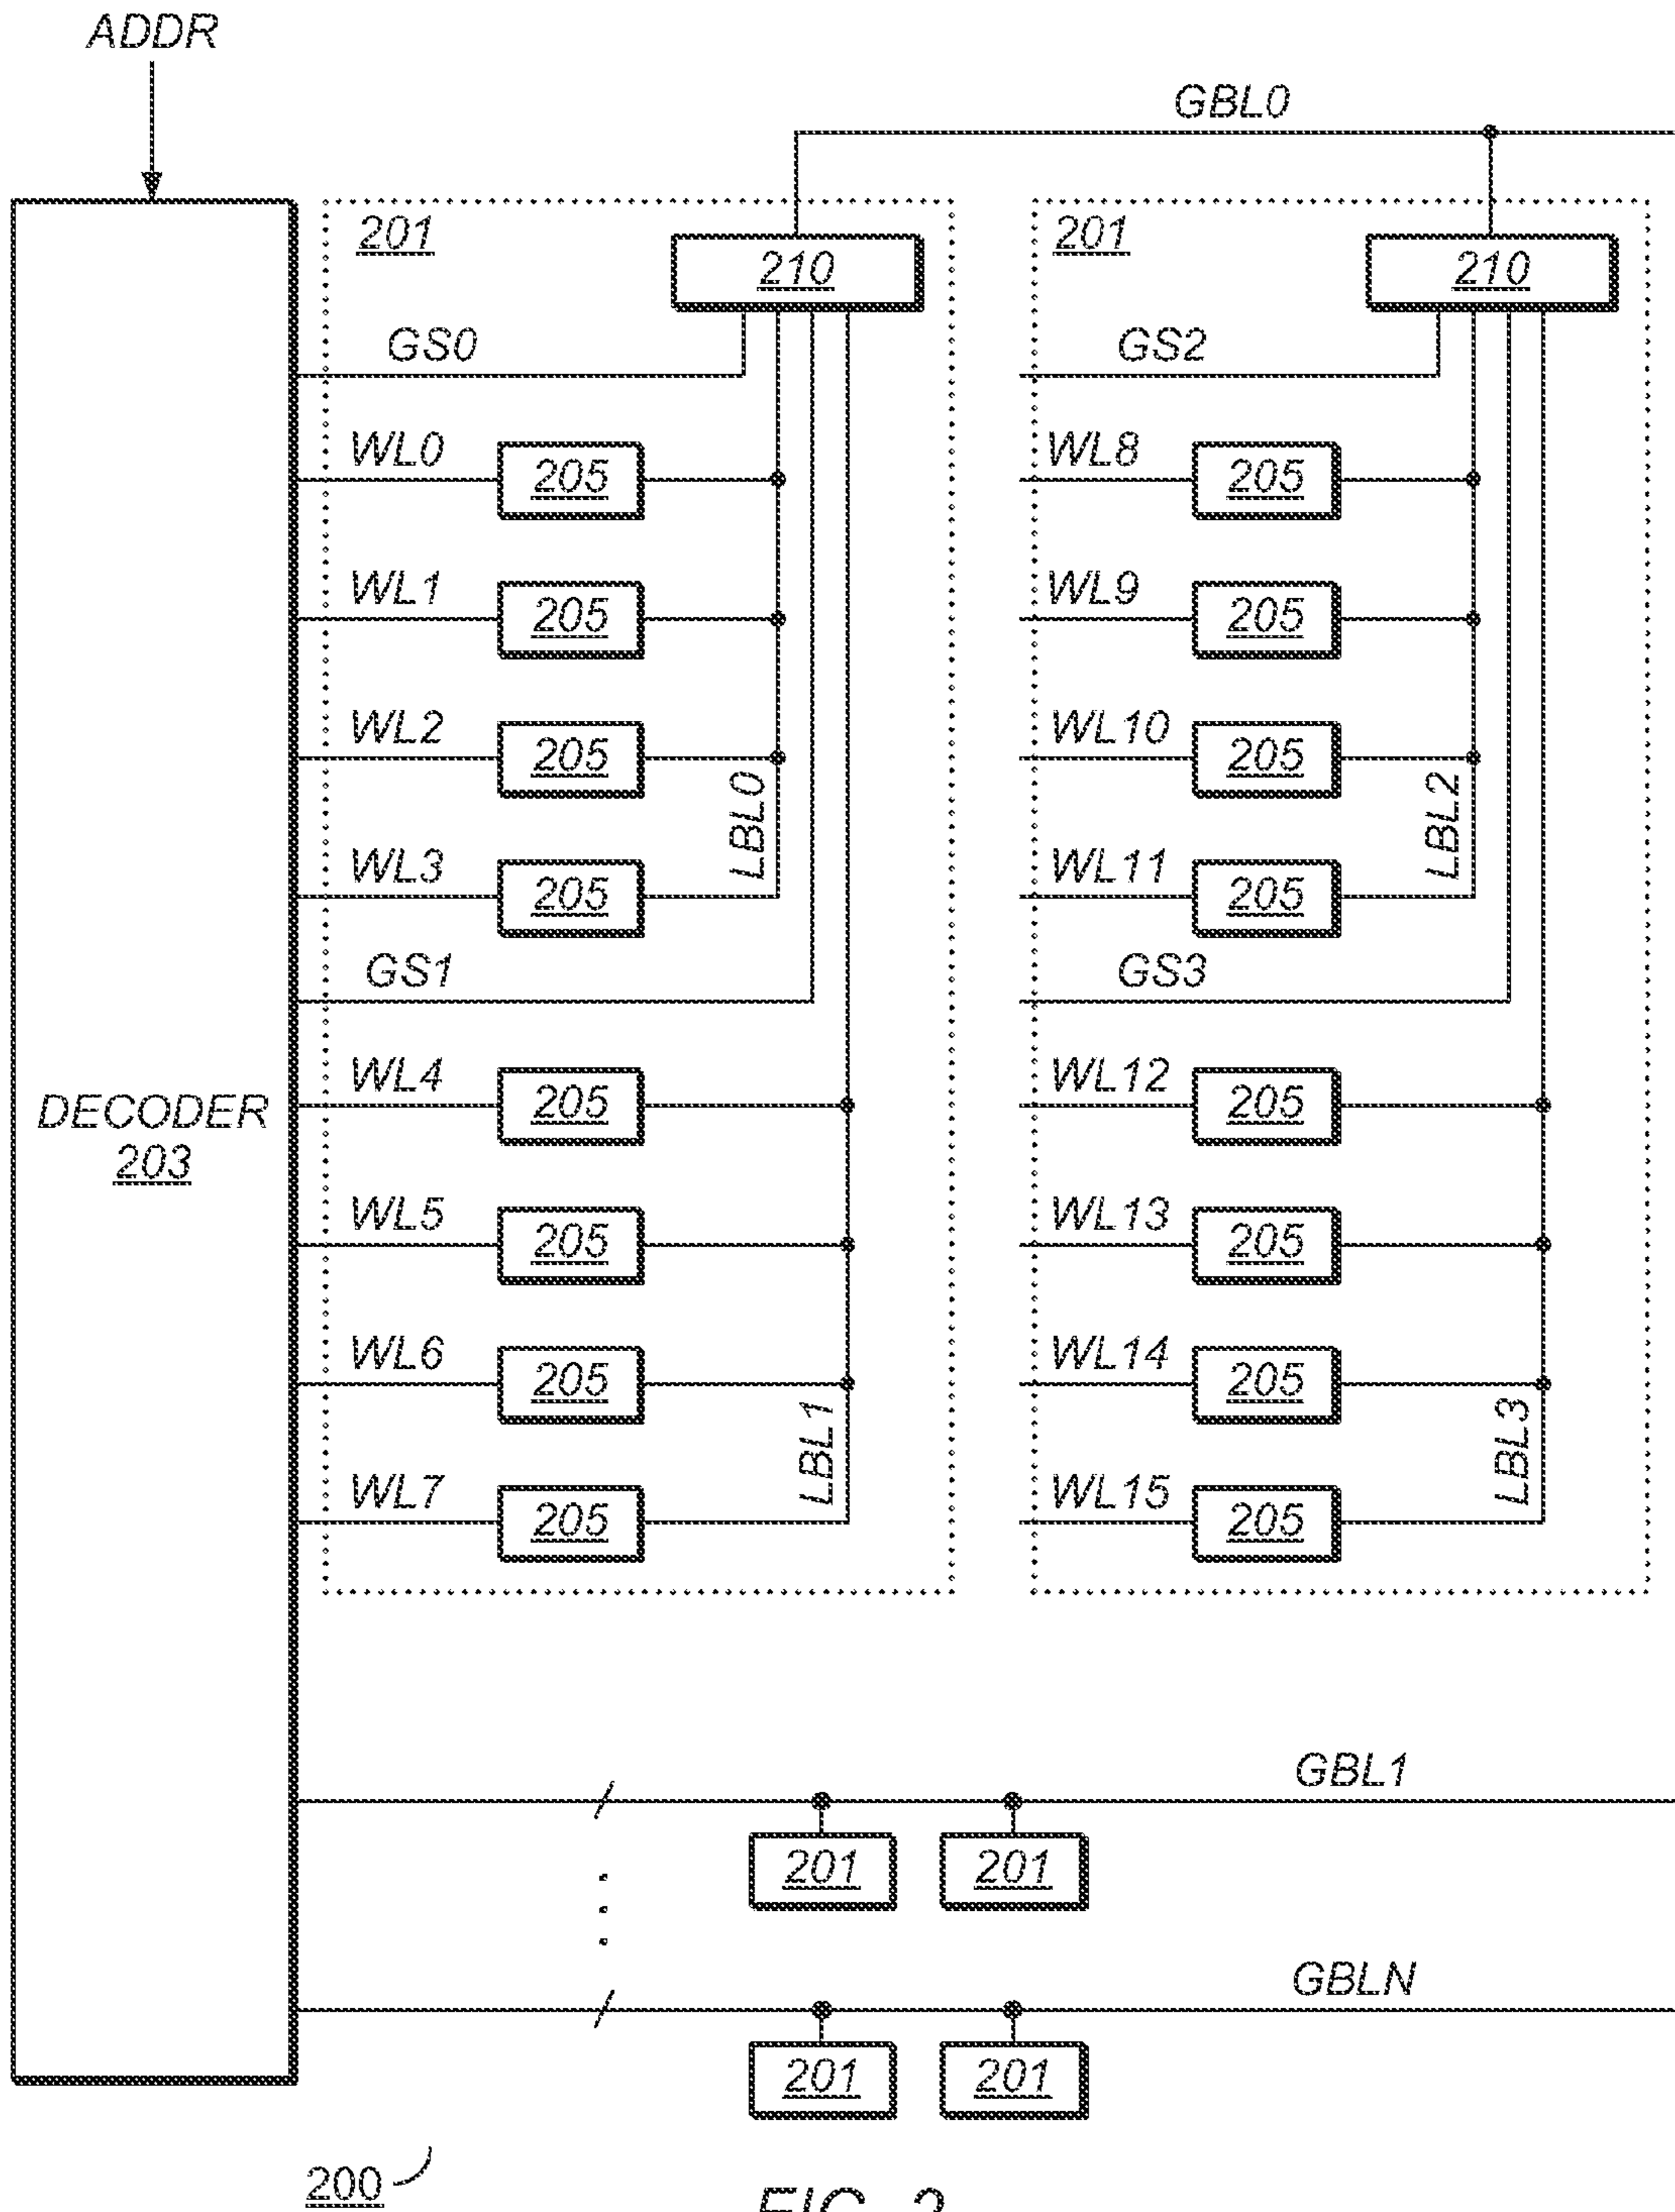 ADDR
GBL0
201
210
GS0
WL0 205
WL1 205
WL2 205
LBL0
WL3 205
GS1
WL4 205
WL5 205
WL6 205
LBL1
WL7 205
201
210
GS2
WL8 205
WL9 205
WL10 205
LBL2
WL11 205
GS3
WL12 205
WL13 205
WL14 205
LBL3
WL15 205
DECODER
203
GBL1
201 201
GBLN
201 201
200
FIG. 2